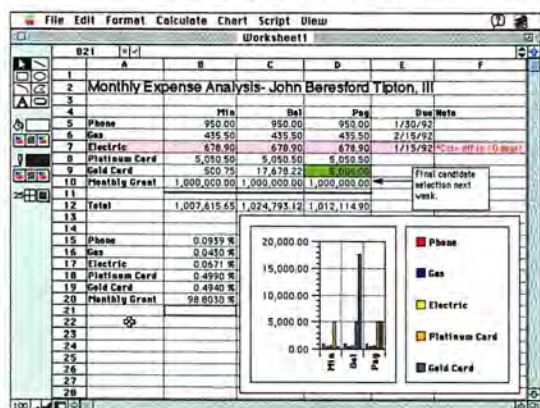 File Edit Format Calculate Chart Script View
Worksheet1
B21
A B C D E F
1
2 Monthly Expense Analysis- John Beresford Tipton, III
3
4 Min Bal Pay Due Note
5 Phone 950.00 950.00 950.00 1/30/92
6 Gas 435.50 435.50 435.50 2/15/92
7 Electric 678.90 678.90 678.90 1/15/92 off in 10 days!
8 Platinum Card 5,050.50 5,050.50 5,050.50
9 Gold Card 500.75 17,678.22 5,000.00
10 Monthly Grant 1,000,000.00 1,000,000.00 1,000,000.00
Final candidate
selection next
week.
11
12 Total 1,007,615.65 1,024,793.12 1,012,114.90
13
14
15 Phone 0.0939 %
16 Gas 0.0430 %
17 Electric 0.0671 %
18 Platinum Card 0.4990 %
19 Gold Card 0.4940 %
20 Monthly Grant 98.8030 %
21
22
23
24
25
26
27
28
20,000.00
15,000.00
10,000.00
5,000.00
0.00
Min Bal Pay
Phone
Gas
Electric
Platinum Card
Gold Card
100